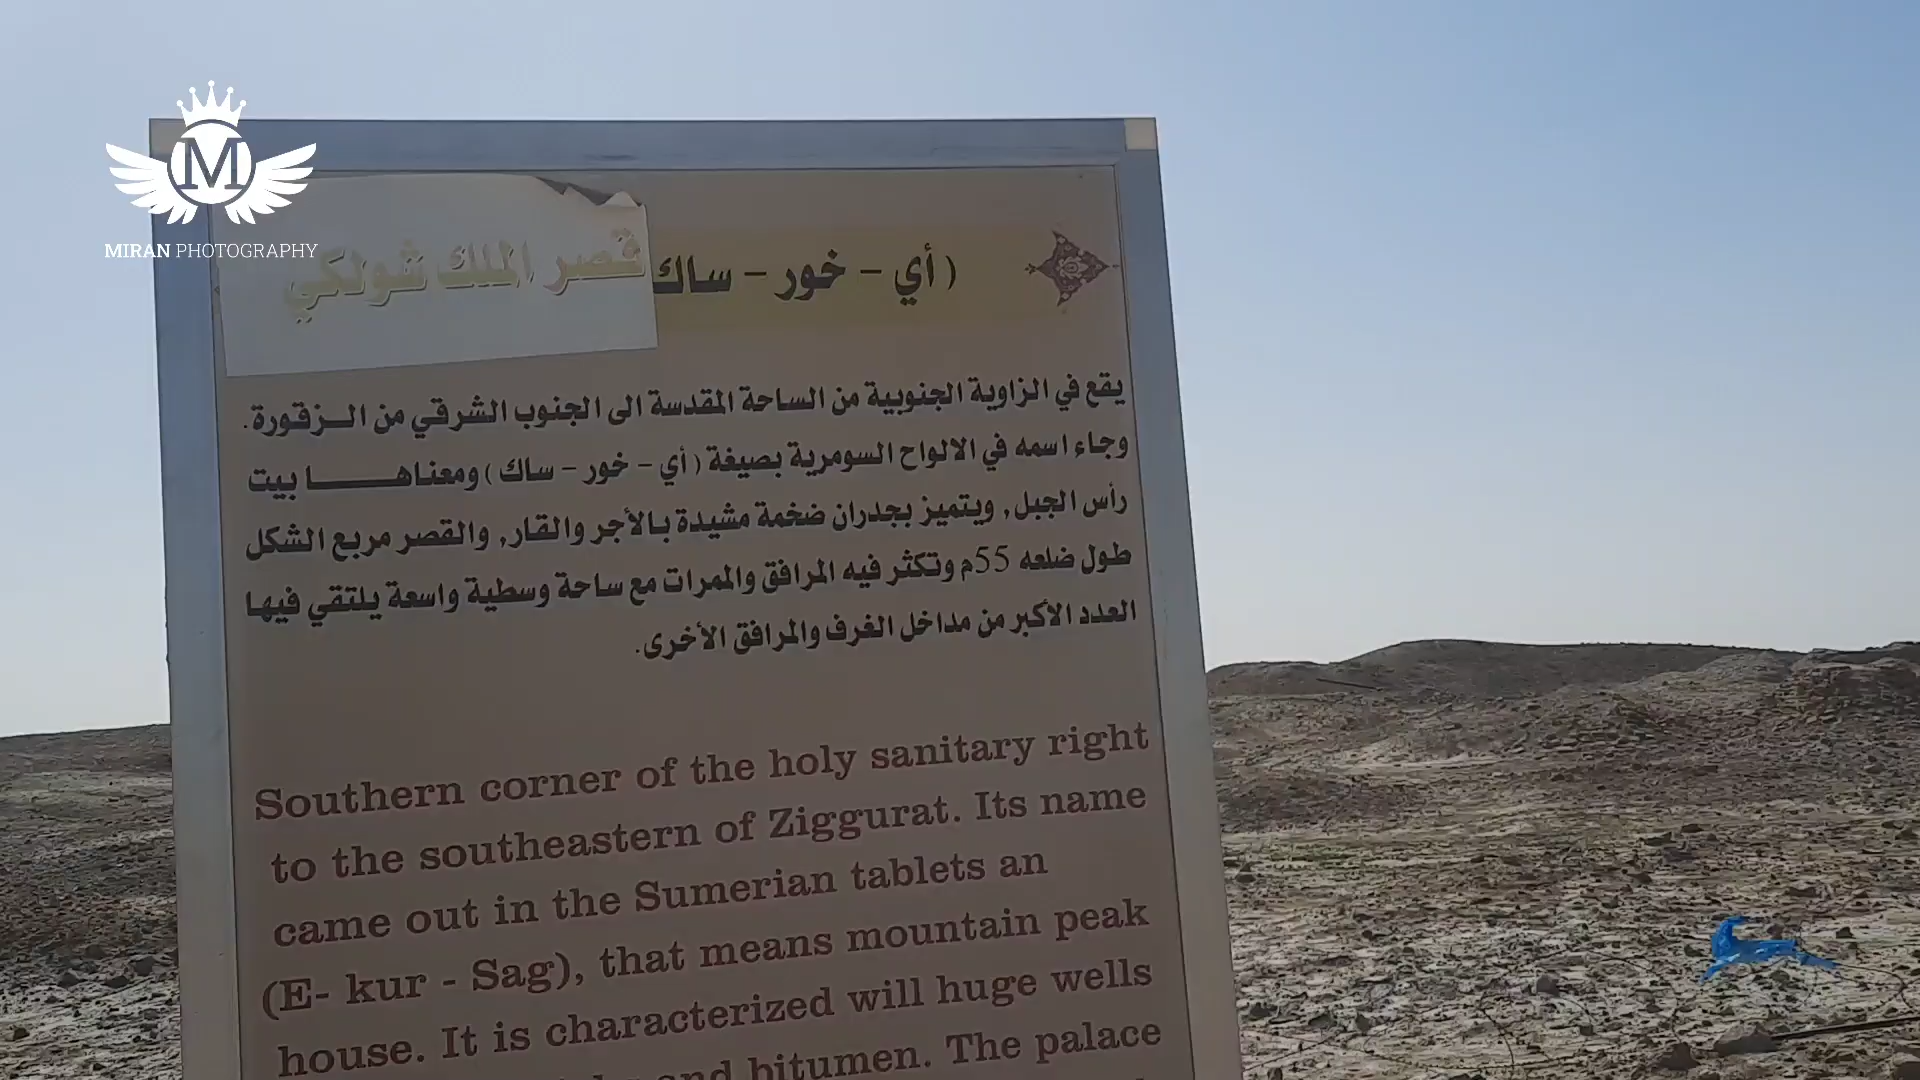 M
MIRAN PHOTOGRAPHY
(أي - خور - ساك
قصر الملك شولكي
يقع في الزاوية الجنوبية من الساحة المقدسة الى الجنوب الشرقي من الـزقورة.
وجاء اسمه في الالواح السومرية بصيغة (أي - خور - ساك) ومعناها بيت
رأس الجبل, ويتميز بجدران ضخمة مشيدة بالأجر والقار, والقصر مربع الشكل
طول ضلعه 55م وتكثر فيه المرافق والممرات مع ساحة وسطية واسعة يلتقي فيها
العدد الأكبر من مداخل الغرف والمرافق الأخرى.
Southern corner of the holy sanitary right
to the southeastern of Ziggurat. Its name
came out in the Sumerian tablets an
(E- kur - Sag), that means mountain peak
house. It is characterized will huge wells
and bitumen. The palace